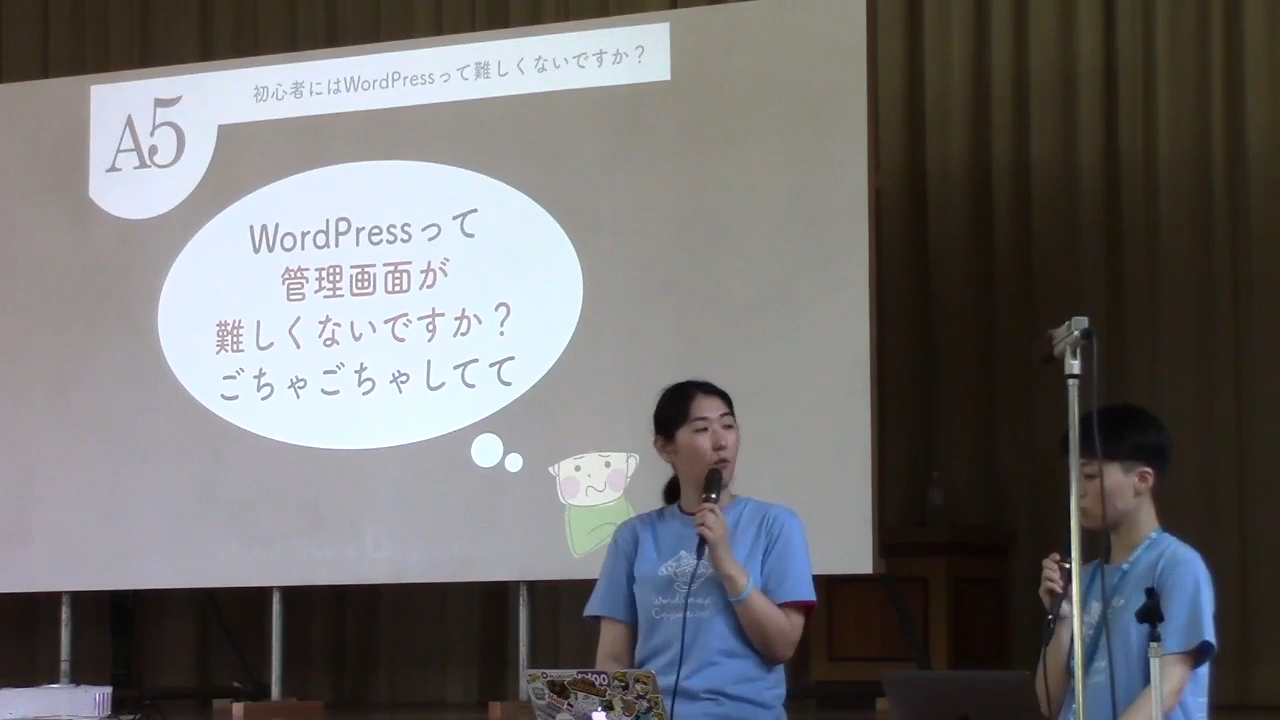 初心者にはWordPressって難しくないですか？
A5
WordPressって
管理画面が
難しくないですか？
ごちゃごちゃしてて